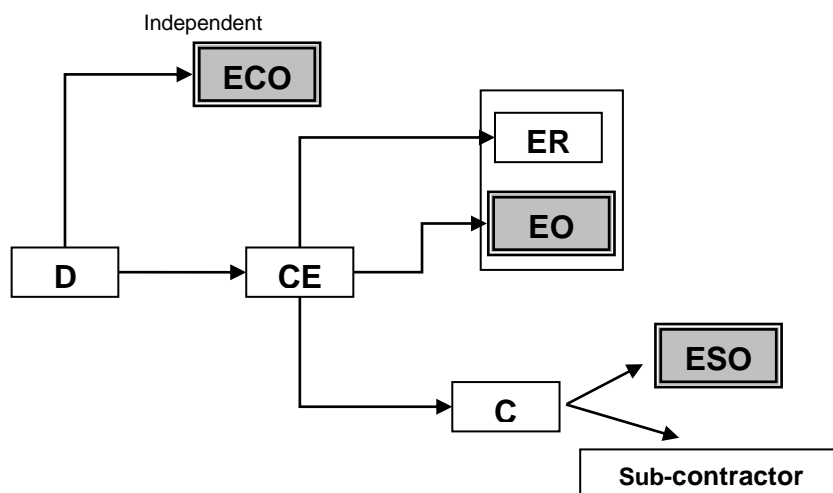 Independent
ECO
ER
EO
D
CE
ESO
C
Sub-contractor